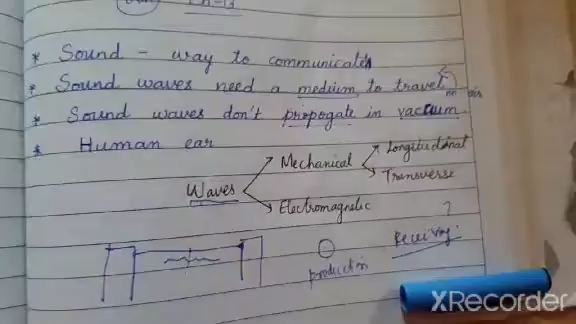 Ch-13
* Sound - way to communicate
* Sound waves need a medium to travel
air
* Sound waves don't propogate in vacuum.
* Human ear
Waves
Mechanical
Longitudinal
Transverse
Electromagnetic
?
production
Receiving.
XRecorder